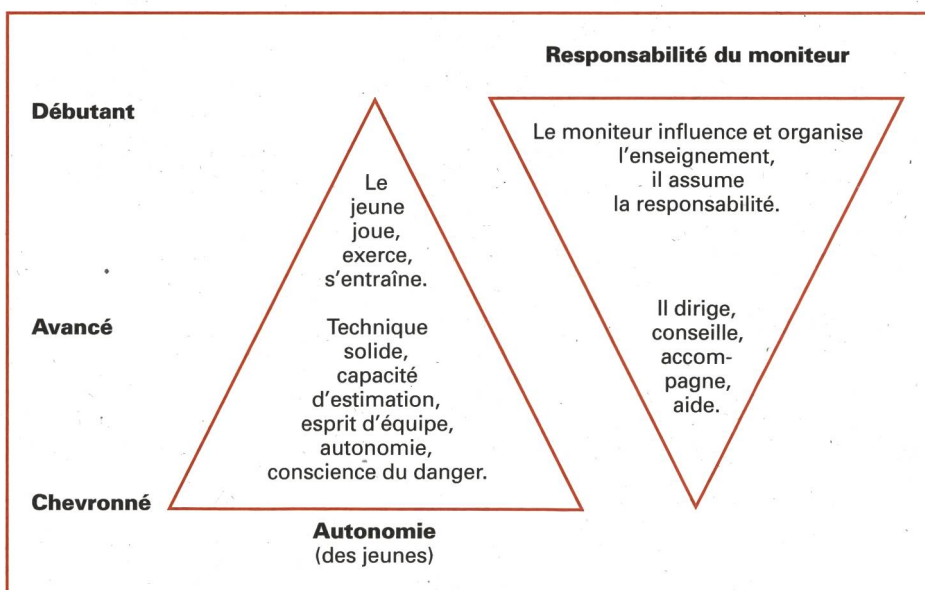 Responsabilité du moniteur
Débutant
Le moniteur influence et organise
l'enseignement,
il assume
la responsabilité.
Le
jeune
joue,
exerce,
s'entraîne.
Avancé
Technique
solide,
capacité
d'estimation,
esprit d'équipe,
autonomie,
conscience du danger.
Il dirige,
conseille,
accom-
pagne,
aide.
Chevronné
Autonomie
(des jeunes)